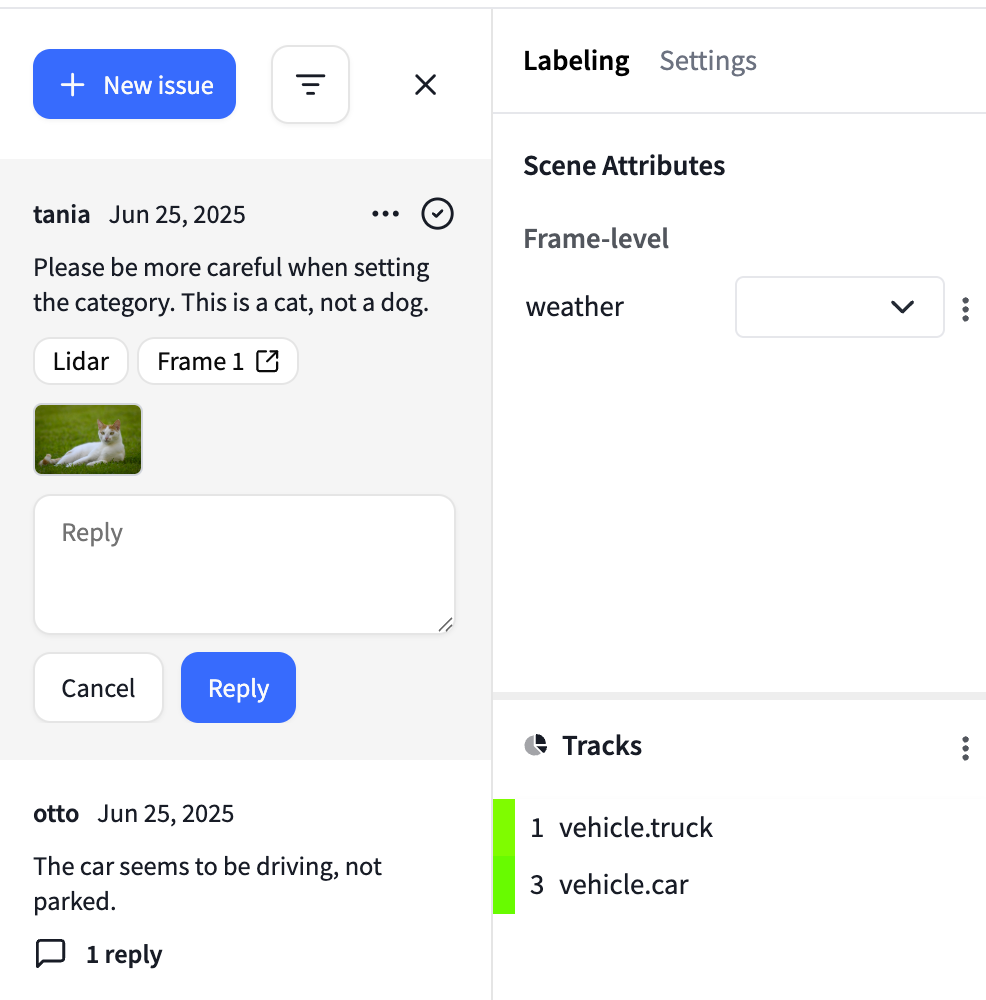 New issue
tania Jun 25, 2025
Please be more careful when setting
the category. This is a cat, not a dog.
Lidar Frame 1
Reply
Cancel Reply
otto Jun 25, 2025
The car seems to be driving, not
parked.
1 reply
Labeling Settings
Scene Attributes
Frame-level
weather
Tracks
1 vehicle.truck
3 vehicle.car